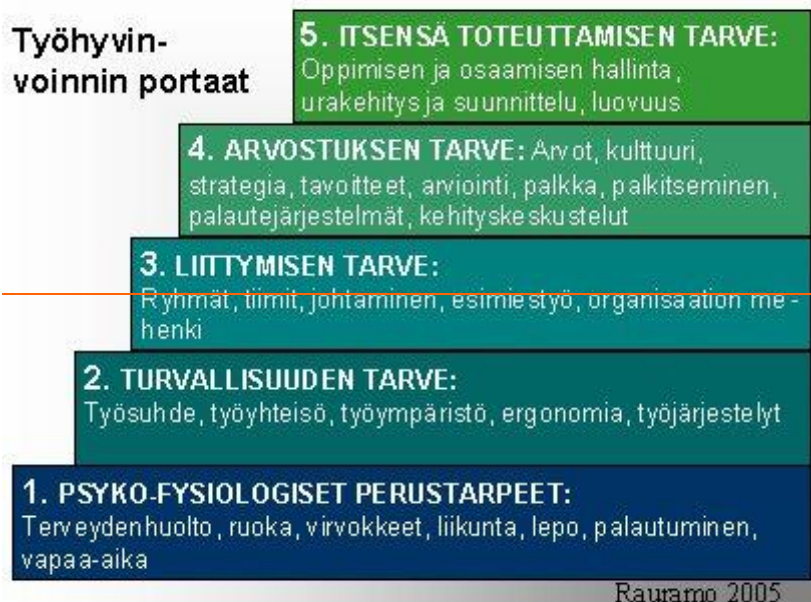 Työhyvin-
voinnin portaat
5. ITSENSÄ TOTEUTTAMISEN TARVE:
Oppimisen ja osaamisen hallinta,
urakehitys ja suunnittelu, luovuus
4. ARVOSTUKSEN TARVE: Arvot, kulttuuri,
strategia, tavoitteet, arviointi, palkka, palkitseminen,
palautejärjestelmät, kehityskeskustelut
3. LIITTYMISEN TARVE:
Ryhmät, tiimit, johtaminen, esimiestyö, organisaation me -
henki
2. TURVALLISUUDEN TARVE:
Työsuhde, työyhteisö, työympäristö, ergonomia, työjärjestelyt
1. PSYKO-FYSIOLOGISET PERUSTARPEET:
Terveydenhuolto, ruoka, virvokkeet, liikunta, lepo, palautuminen,
vapaa-aika
Rauramo 2005